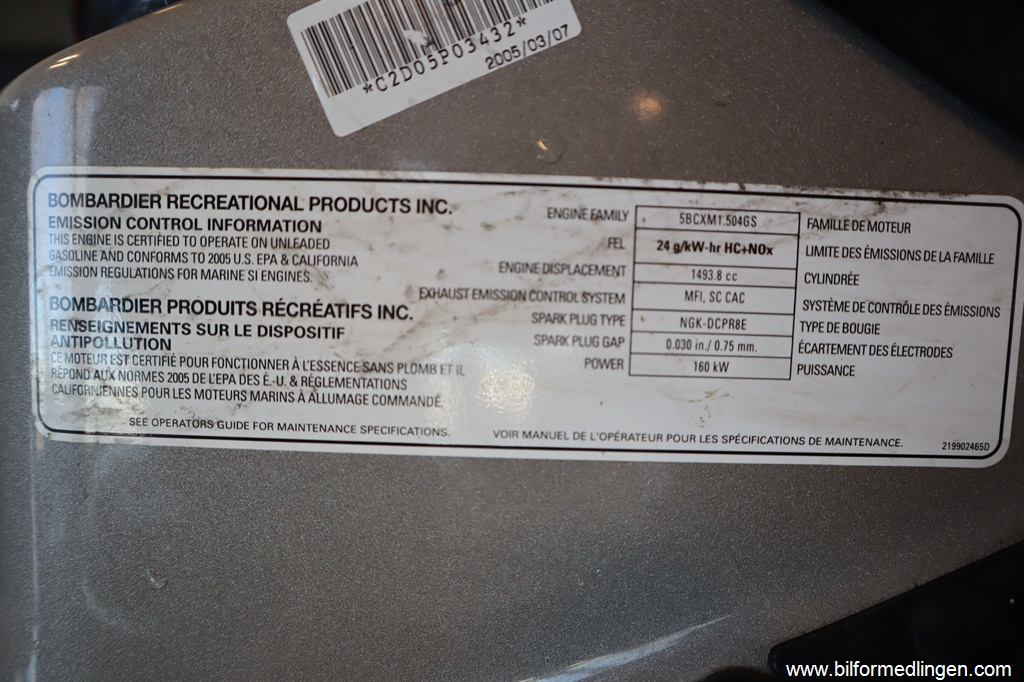 *C2D05P03432*
2005/03/07
BOMBARDIER RECREATIONAL PRODUCTS INC.
EMISSION CONTROL INFORMATION
THIS ENGINE IS CERTIFIED TO OPERATE ON UNLEADED
GASOLINE AND CONFORMS TO 2005 U.S. EPA & CALIFORNIA
EMISSION REGULATIONS FOR MARINE SI ENGINES.
BOMBARDIER PRODUITS RÉCRÉATIFS INC.
RENSEIGNEMENTS SUR LE DISPOSITIF
ANTIPOLLUTION
CE MOTEUR EST CERTIFIÉ POUR FONCTIONNER À L'ESSENCE SANS PLOMB ET IL
RÉPOND AUX NORMES 2005 DE L'EPA DES É.-U. & RÉGLEMENTATIONS
CALIFORNIENNES POUR LES MOTEURS MARINS À ALLUMAGE COMMANDÉ
ENGINE FAMILY 5BCXM1.504GS FAMILLE DE MOTEUR
FEL 24 g/kW-hr HC+NOx LIMITE DES ÉMISSIONS DE LA FAMILLE
ENGINE DISPLACEMENT 1493.8 cc CYLINDRÉE
EXHAUST EMISSION CONTROL SYSTEM MFI, SC CAC SYSTÈME DE CONTRÔLE DES ÉMISSIONS
SPARK PLUG TYPE NGK-DCPR8E TYPE DE BOUGIE
SPARK PLUG GAP 0.030 in./ 0.75 mm. ÉCARTEMENT DES ÉLECTRODES
POWER 160 kW PUISSANCE
SEE OPERATORS GUIDE FOR MAINTENANCE SPECIFICATIONS. VOIR MANUEL DE L'OPÉRATEUR POUR LES SPÉCIFICATIONS DE MAINTENANCE.
219902465D
www.bilformedlingen.com